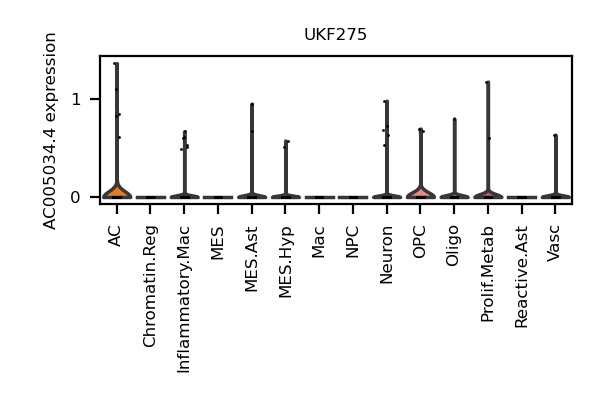 UKF275
AC005034.4 expression
1
0
AC
Chromatin.Reg
Inflammatory.Mac
MES
MES.Ast
MES.Hyp
Mac
NPC
Neuron
OPC
Oligo
Prolif.Metab
Reactive.Ast
Vasc